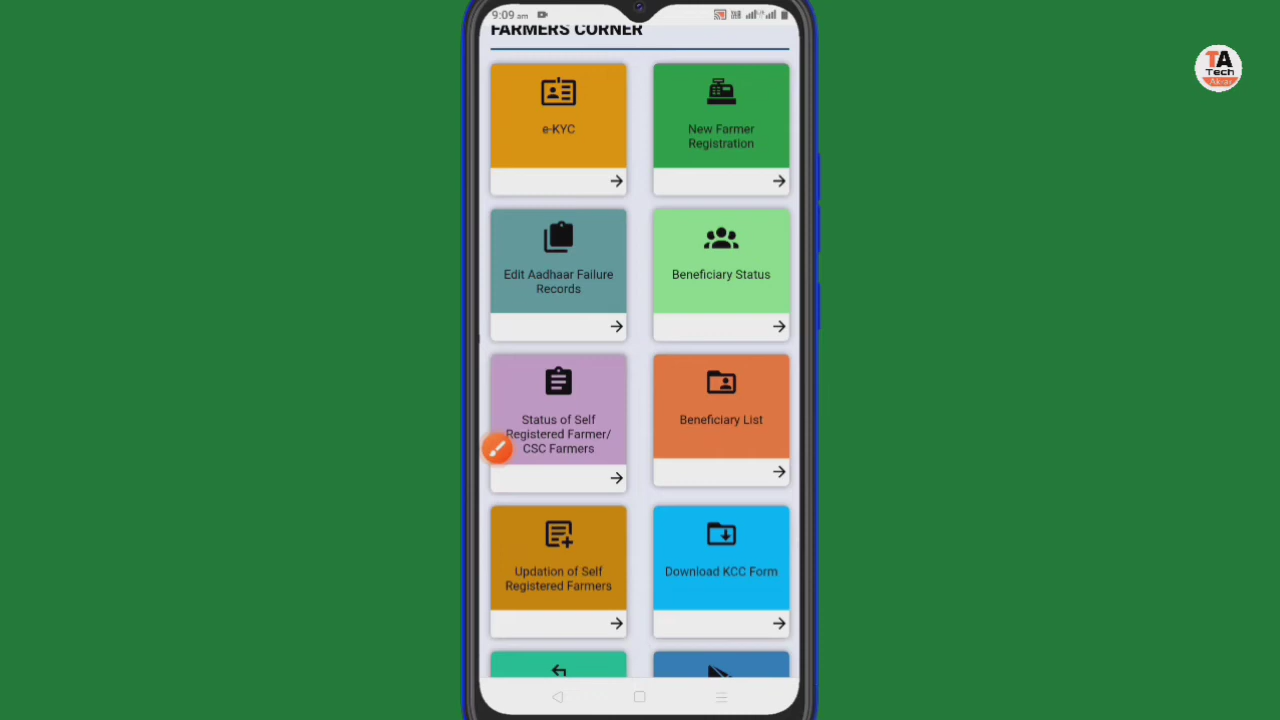 9:09 am
FARMERS CORNER
e-KYC
New Farmer
Registration
Edit Aadhaar Failure
Records
Beneficiary Status
Status of Self
Registered Farmer/
CSC Farmers
Beneficiary List
Updation of Self
Registered Farmers
Download KCC Form
TA
Tech